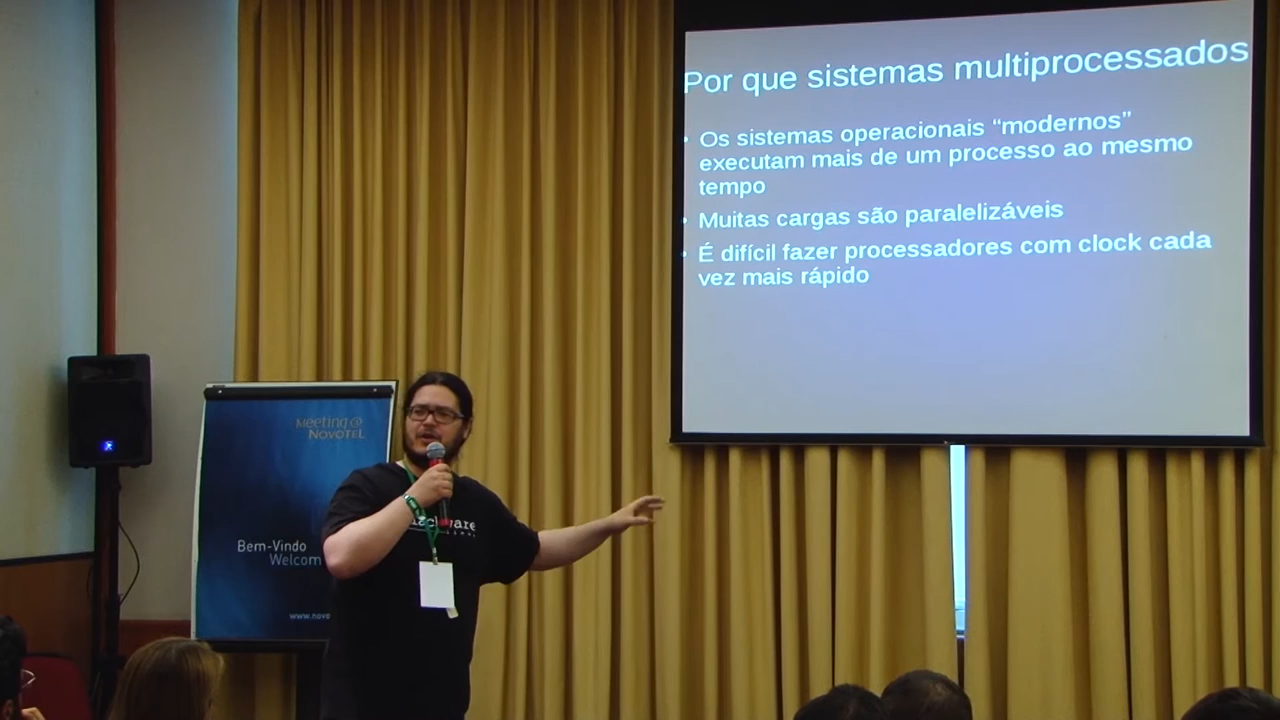 Por que sistemas multiprocessados
Os sistemas operacionais “modernos”
executam mais de um processo ao mesmo
tempo
Muitas cargas são paralelizáveis
É difícil fazer processadores com clock cada
vez mais rápido
Meeting @
Novotel
Bem-Vindo
Welcom
www.novo